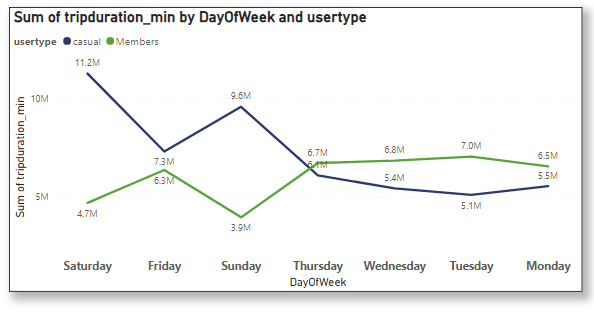 Sum of tripduration_min by DayOfWeek and usertype
usertype casual Members
11.2M
9.6M
10M
6.7M 6.8M 7.0M 6.5M
7.3M 6.1M 5.4M 5.5M
6.3M
5M
5.1M
4.7M
3.9M
Sum of tripduration_min
Saturday Friday Sunday Thursday Wednesday Tuesday Monday
DayOfWeek